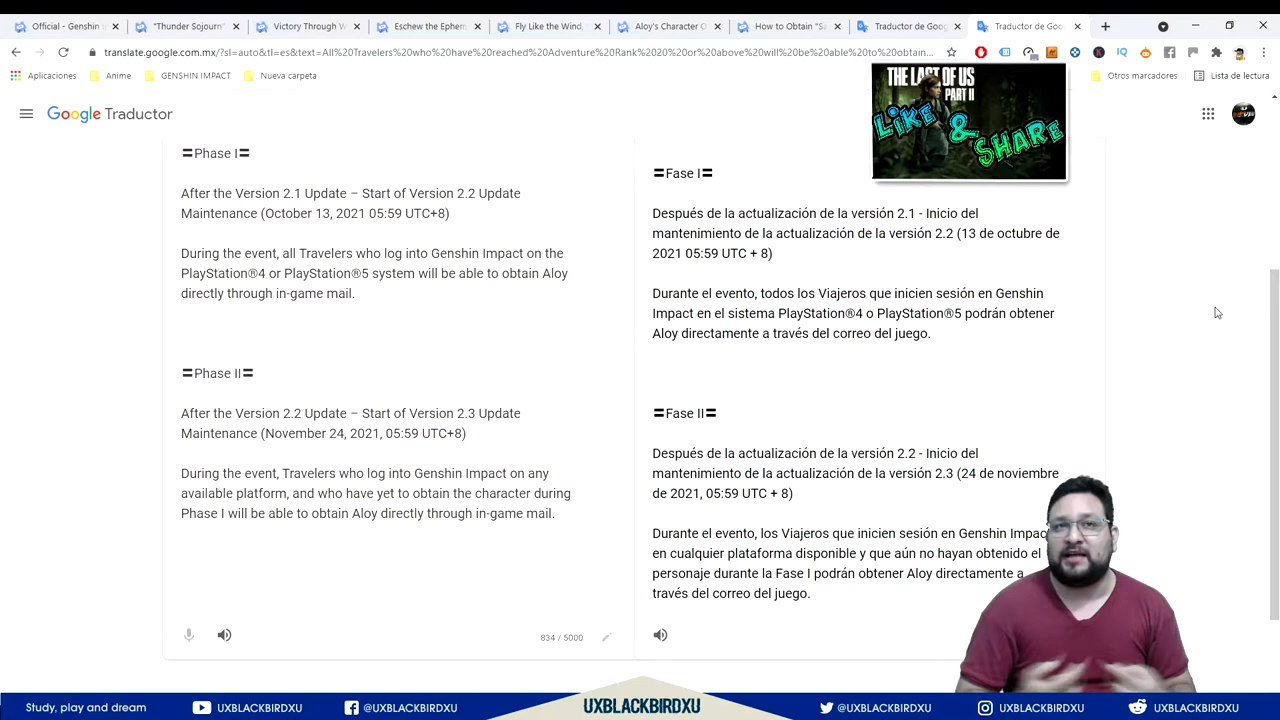 Official - Genshin I
"Thunder Sojourn"
Victory Through W
Eschew the Ephem
Fly Like the Wind,
Aloy's Character O
How to Obtain "Se
Traductor de Goog
Traductor de Goog
translate.google.com.mx/?sl=auto&tl=es&text=All%20Travelers%20who%20have%20reached%20Adventure%20Rank%2020%20or%20above%20will%20be%20able%20to%20obtain...
Aplicaciones
Anime
GENSHIN IMPACT
Nueva carpeta
Otros marcadores
Lista de lectura
Google Traductor
THE LAST OF US
PART II
LIKE
&
SHARE
〓Phase I〓
After the Version 2.1 Update – Start of Version 2.2 Update
Maintenance (October 13, 2021 05:59 UTC+8)
During the event, all Travelers who log into Genshin Impact on the
PlayStation®4 or PlayStation®5 system will be able to obtain Aloy
directly through in-game mail.
〓Phase II〓
After the Version 2.2 Update – Start of Version 2.3 Update
Maintenance (November 24, 2021, 05:59 UTC+8)
During the event, Travelers who log into Genshin Impact on any
available platform, and who have yet to obtain the character during
Phase I will be able to obtain Aloy directly through in-game mail.
834 / 5000
〓Fase I〓
Después de la actualización de la versión 2.1 - Inicio del
mantenimiento de la actualización de la versión 2.2 (13 de octubre de
2021 05:59 UTC + 8)
Durante el evento, todos los Viajeros que inicien sesión en Genshin
Impact en el sistema PlayStation®4 o PlayStation®5 podrán obtener
Aloy directamente a través del correo del juego.
〓Fase II〓
Después de la actualización de la versión 2.2 - Inicio del
mantenimiento de la actualización de la versión 2.3 (24 de noviembre
de 2021, 05:59 UTC + 8)
Durante el evento, los Viajeros que inicien sesión en Genshin Impac
en cualquier plataforma disponible y que aún no hayan obtenido el
personaje durante la Fase I podrán obtener Aloy directamente a
través del correo del juego.
Study, play and dream
UXBLACKBIRDXU
@UXBLACKBIRDXU
UXBLACKBIRDXU
@UXBLACKBIRDXU
UXBLACKBIRDXU
UXBLACKBIRDXU